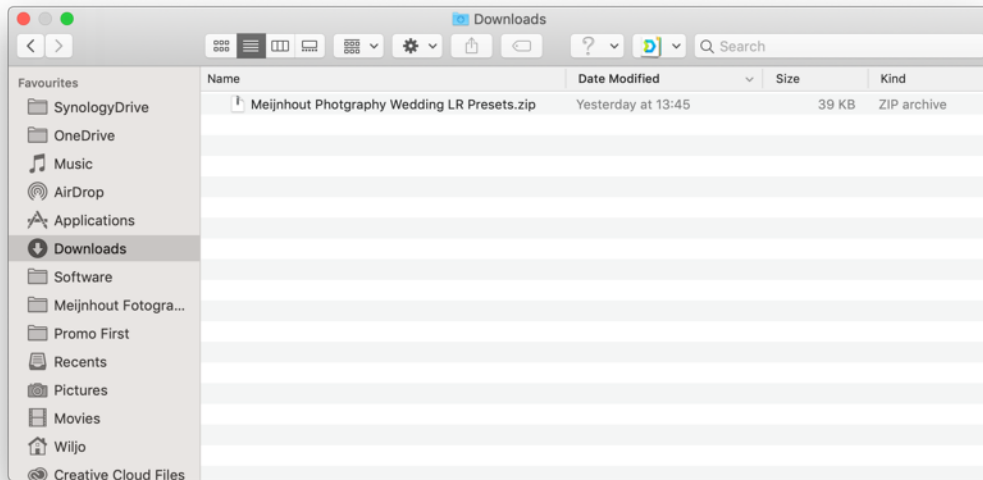 Downloads
Search
Favourites
SynologyDrive
OneDrive
Music
AirDrop
Applications
Downloads
Software
Meijnhout Fotogra...
Promo First
Recents
Pictures
Movies
Wiljo
Creative Cloud Files
Name Date Modified Size Kind
Meijnhout Photgraphy Wedding LR Presets.zip Yesterday at 13:45 39 KB ZIP archive